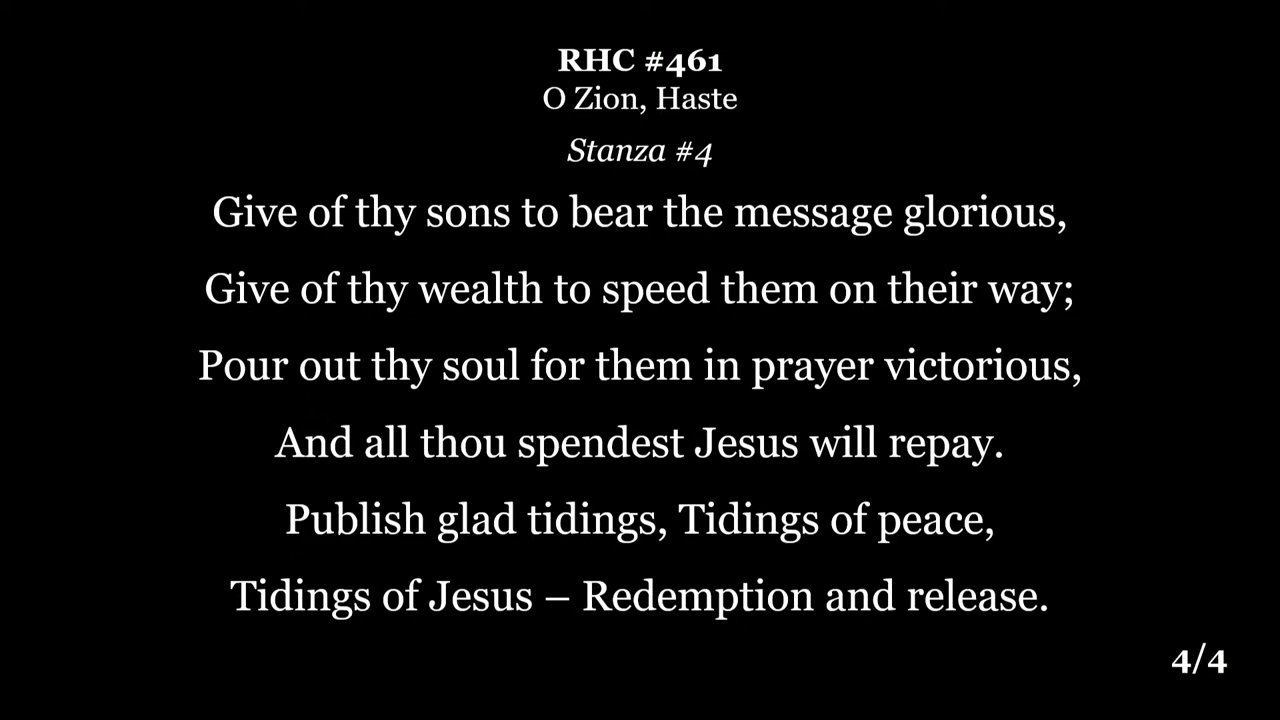 RHC #461
O Zion, Haste
Stanza #4
Give of thy sons to bear the message glorious,
Give of thy wealth to speed them on their way;
Pour out thy soul for them in prayer victorious,
And all thou spendest Jesus will repay.
Publish glad tidings, Tidings of peace,
Tidings of Jesus – Redemption and release.
4/4